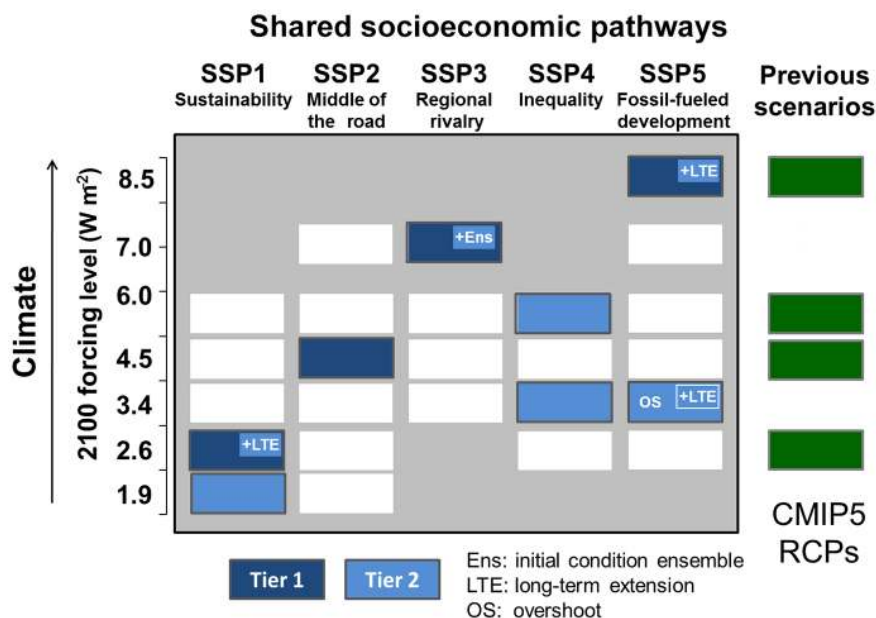 Shared socioeconomic pathways
SSP1
Sustainability
SSP2
Middle of
the road
SSP3
Regional
rivalry
SSP4
Inequality
SSP5
Fossil-fueled
development
Previous
scenarios
Climate
2100 forcing level (W m²)
8.5
+LTE
7.0
+Ens
6.0
4.5
3.4
OS
+LTE
2.6
+LTE
1.9
CMIP5
RCPs
Tier 1
Tier 2
Ens: initial condition ensemble
LTE: long-term extension
OS: overshoot